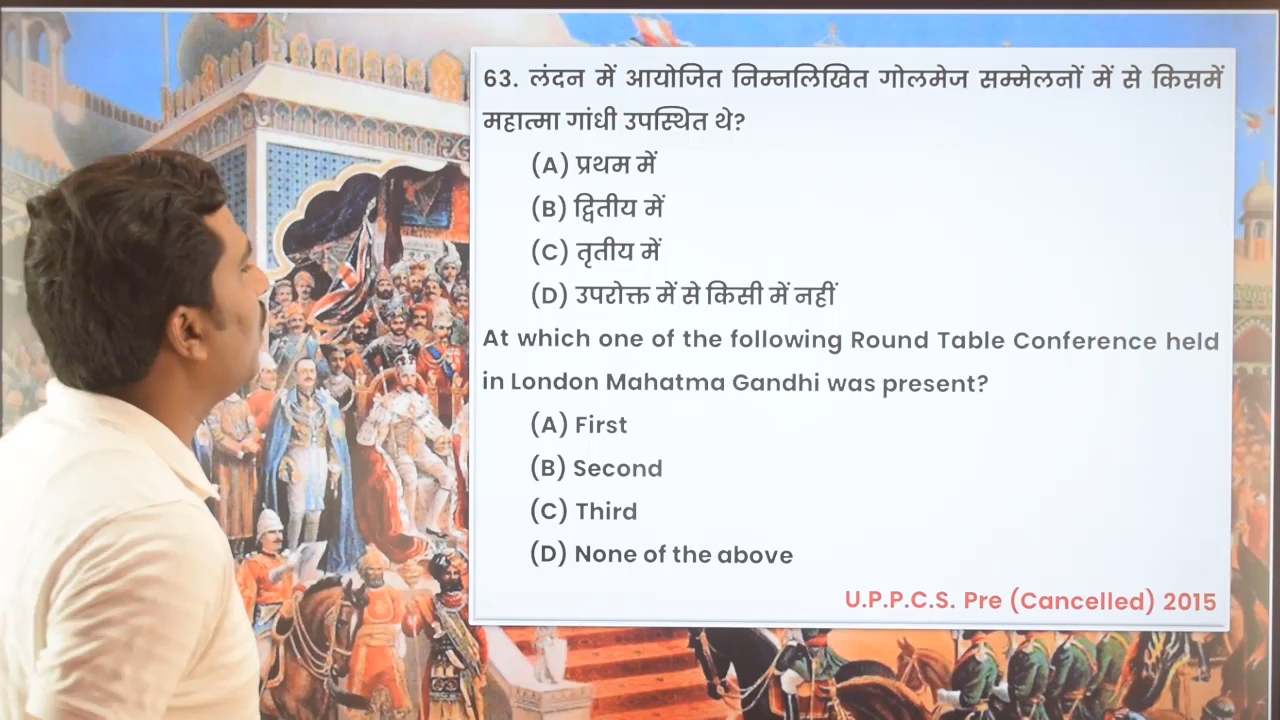 63. लंदन में आयोजित निम्नलिखित गोलमेज सम्मेलनों में से किसमें
महात्मा गांधी उपस्थित थे?
(A) प्रथम में
(B) द्वितीय में
(C) तृतीय में
(D) उपरोक्त में से किसी में नहीं
At which one of the following Round Table Conference held
in London Mahatma Gandhi was present?
(A) First
(B) Second
(C) Third
(D) None of the above
U.P.P.C.S. Pre (Cancelled) 2015